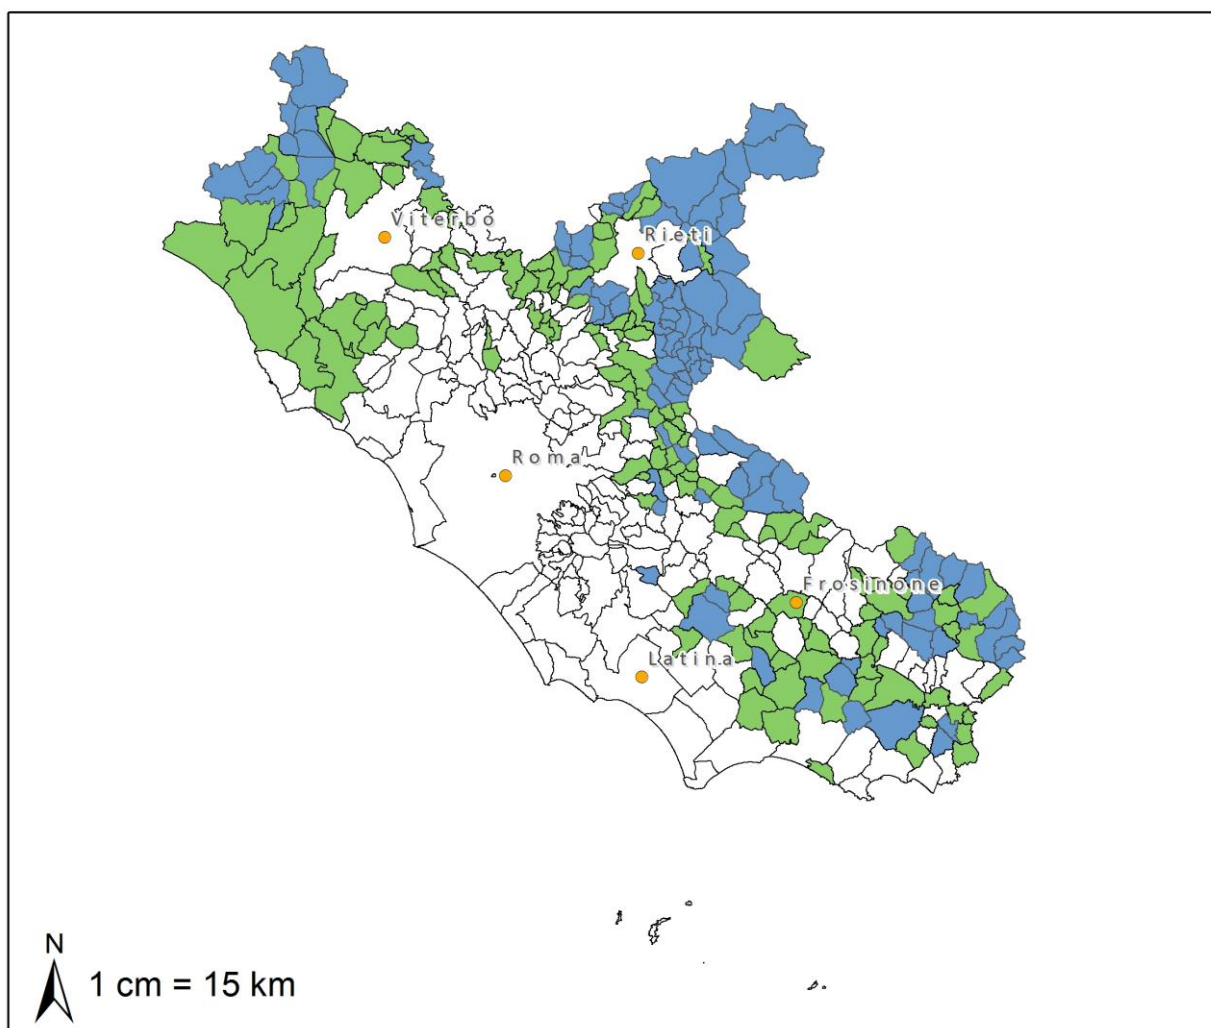 Viterbo
Rieti
Roma
Frosinone
Latina
N
1 cm = 15 km